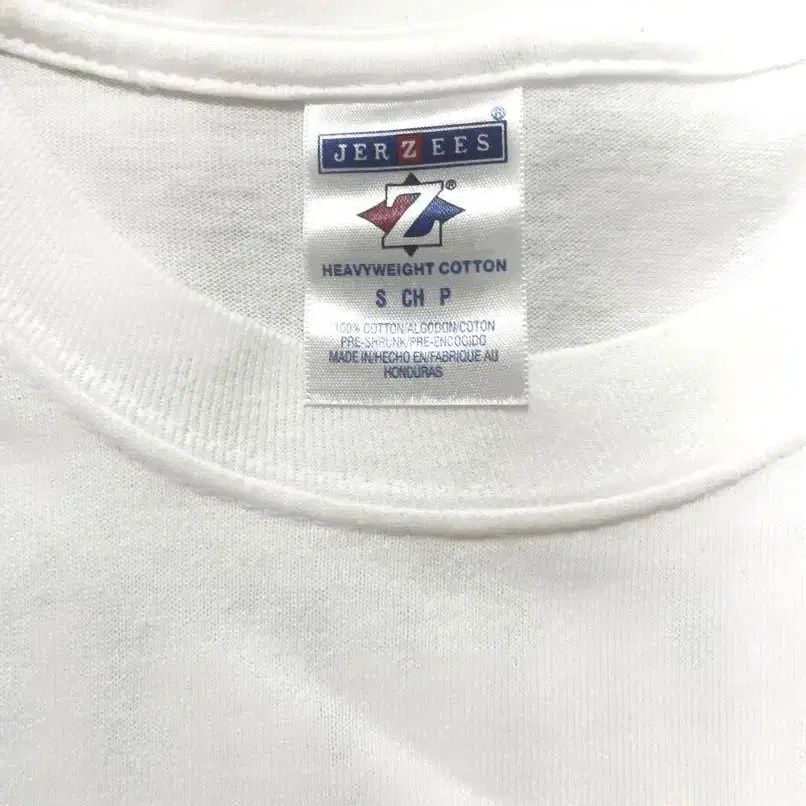 JERZEES®
Z®
HEAVYWEIGHT COTTON
S CH P
100% COTTON/ALGODON/COTON
PRE-SHRUNK/PRE-ENCOGIDO
MADE IN/HECHO EN/FABRIQUE AU
HONDURAS